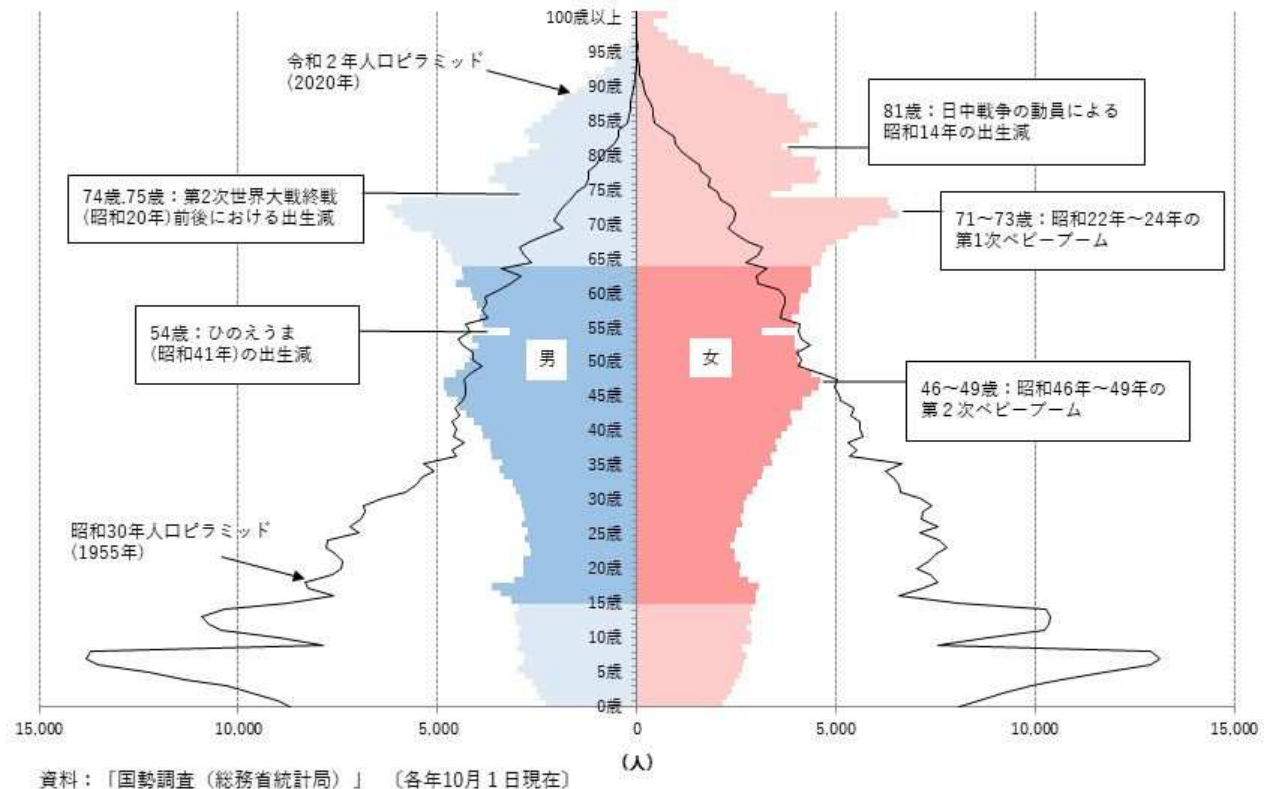 100歳以上
95歳
90歳
85歳
80歳
75歳
70歳
65歳
60歳
55歳
50歳
45歳
40歳
35歳
30歳
25歳
20歳
15歳
10歳
5歳
0歳
令和2年人口ピラミッド
(2020年)
81歳：日中戦争の動員による
昭和14年の出生減
74歳.75歳：第2次世界大戦終戦
(昭和20年)前後における出生減
71～73歳：昭和22年～24年の
第1次ベビーブーム
54歳：ひのえうま
(昭和41年)の出生減
男
女
46～49歳：昭和46年～49年の
第２次ベビーブーム
昭和30年人口ピラミッド
(1955年)
15.000
10.000
5.000
0
5.000
10.000
15.000
(人)
資料：「国勢調査（総務省統計局）」　〔各年10月１日現在〕